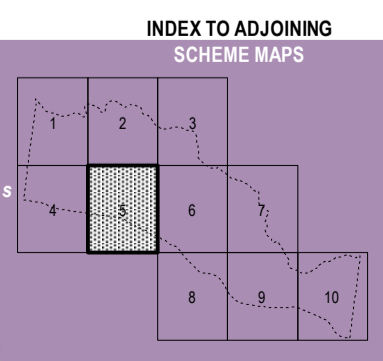 INDEX TO ADJOINING
SCHEME MAPS
1 2 3
s
4 5 6 7
8 9 10